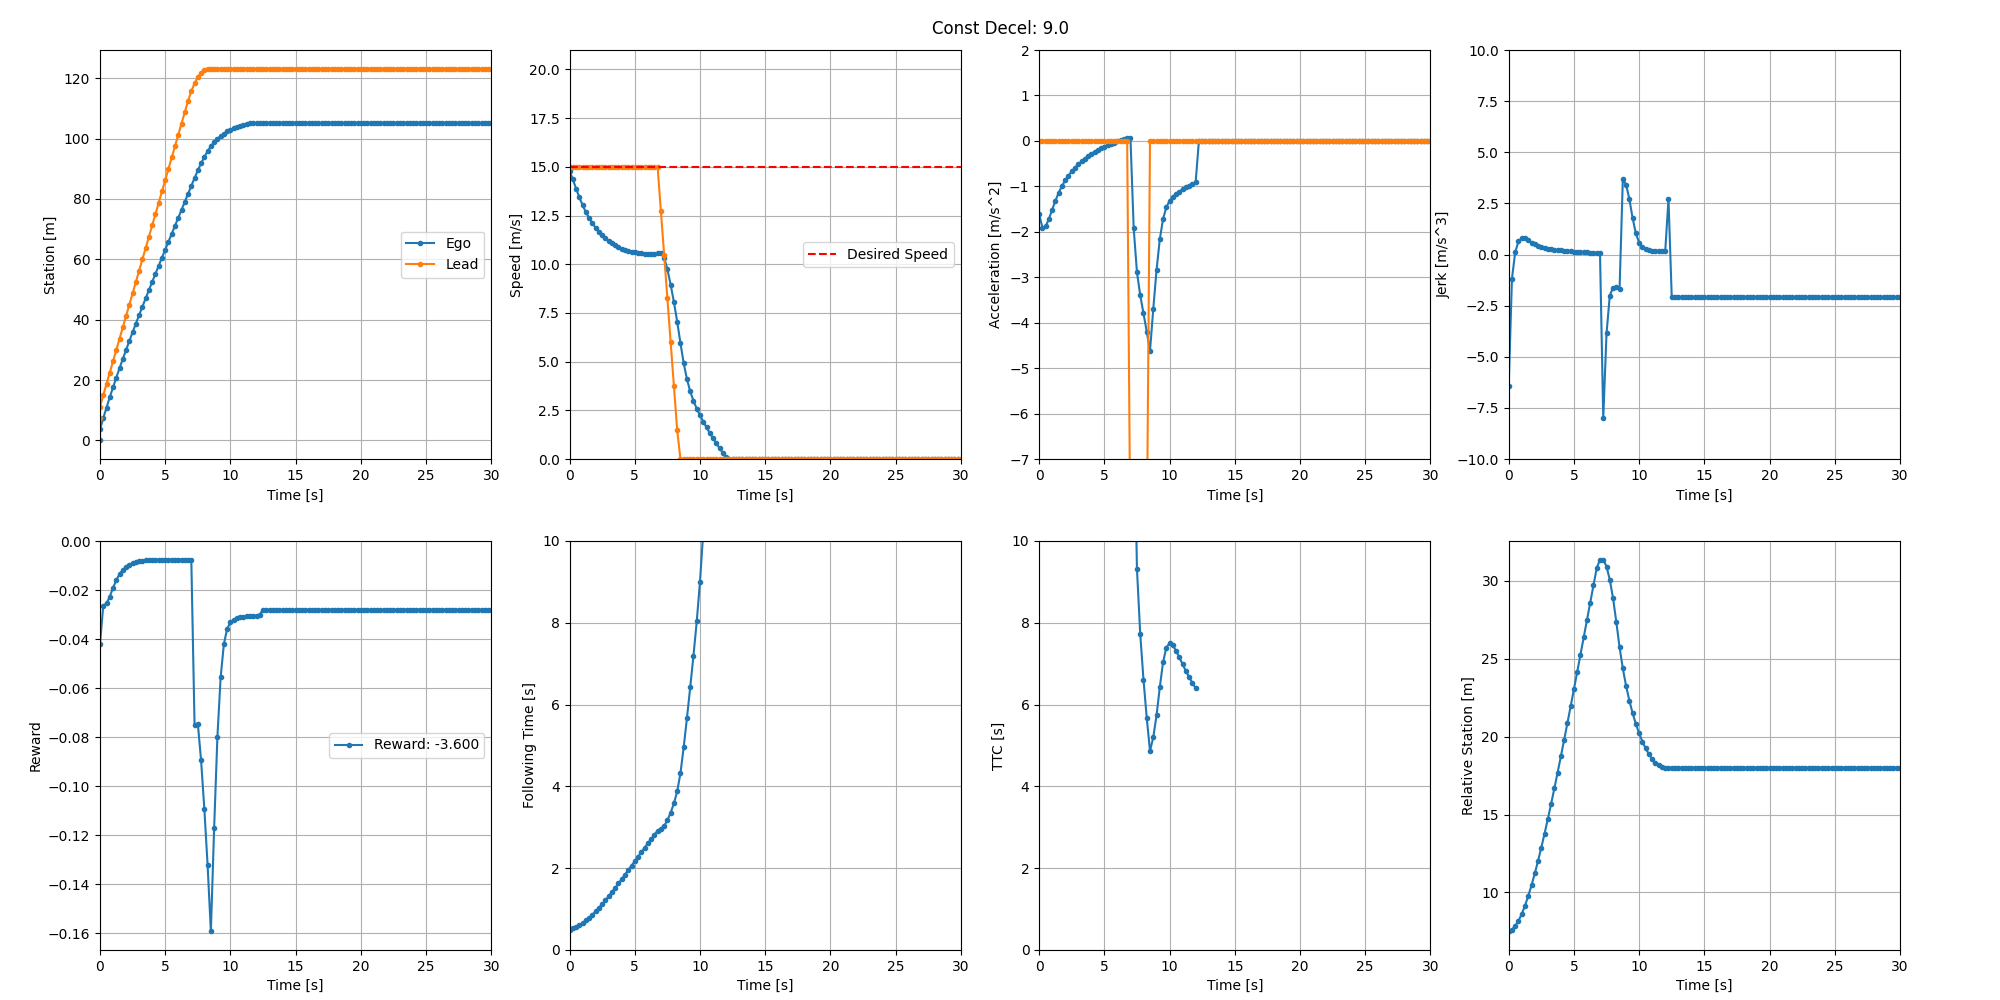 Const Decel: 9.0
Station [m]
120
100
80
60
40
20
0
Ego
Lead
0 5 10 15 20 25 30
Time [s]
Speed [m/s]
20.0
17.5
15.0
12.5
10.0
7.5
5.0
2.5
0.0
Desired Speed
0 5 10 15 20 25 30
Time [s]
Acceleration [m/s^2]
2
1
0
−1
−2
−3
−4
−5
−6
−7
0 5 10 15 20 25 30
Time [s]
Jerk [m/s^3]
10.0
7.5
5.0
2.5
0.0
−2.5
−5.0
−7.5
−10.0
0 5 10 15 20 25 30
Time [s]
Reward
0.00
−0.02
−0.04
−0.06
−0.08
−0.10
−0.12
−0.14
−0.16
Reward: -3.600
0 5 10 15 20 25 30
Time [s]
Following Time [s]
10
8
6
4
2
0
0 5 10 15 20 25 30
Time [s]
TTC [s]
10
8
6
4
2
0
0 5 10 15 20 25 30
Time [s]
Relative Station [m]
30
25
20
15
10
0 5 10 15 20 25 30
Time [s]